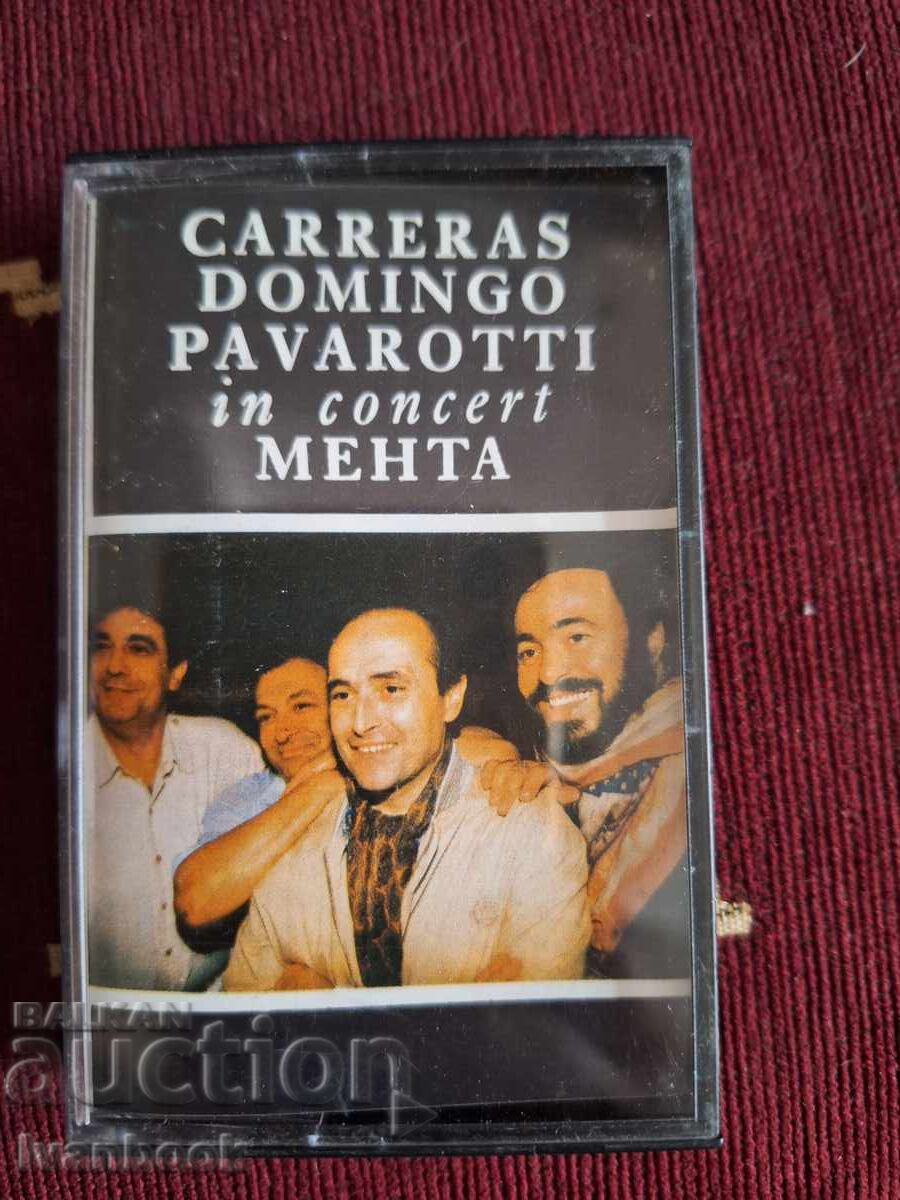 CARRERAS
DOMINGO
PAVAROTTI
in concert
MEHTA
BALKAN
auction
Ivanbook